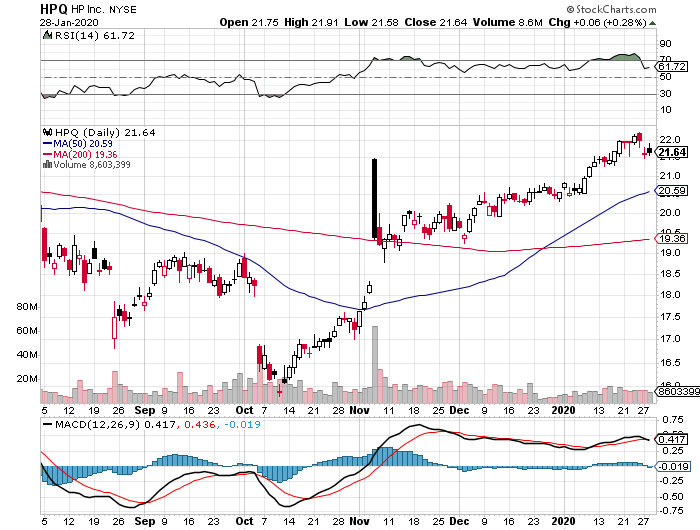 HPQ HP Inc. NYSE © StockCharts.com
28-Jan-2020 Open 21.75 High 21.91 Low 21.58 Close 21.64 Volume 8.6M Chg +0.06 (+0.28%)
RSI(14) 61.72
90
70
61.72
50
30
10
HPQ (Daily) 21.64
MA(50) 20.59
MA(200) 19.36
Volume 8,603,399
22.0
21.64
21.5
21.0
20.59
20.0
19.5
19.36
19.0
18.5
18.0
80M 17.5
60M 17.0
40M 16.5
20M 16.0
8603399
5 12 19 26 Sep 9 16 23 Oct 7 14 21 28 Nov 11 18 25 Dec 9 16 23 2020 13 21 27
MACD(12,26,9) 0.417, 0.436, -0.019
0.75
0.50
0.417
0.25
-0.019
-0.25
-0.50
-0.75
5 12 19 26 Sep 9 16 23 Oct 7 14 21 28 Nov 11 18 25 Dec 9 16 23 2020 13 21 27